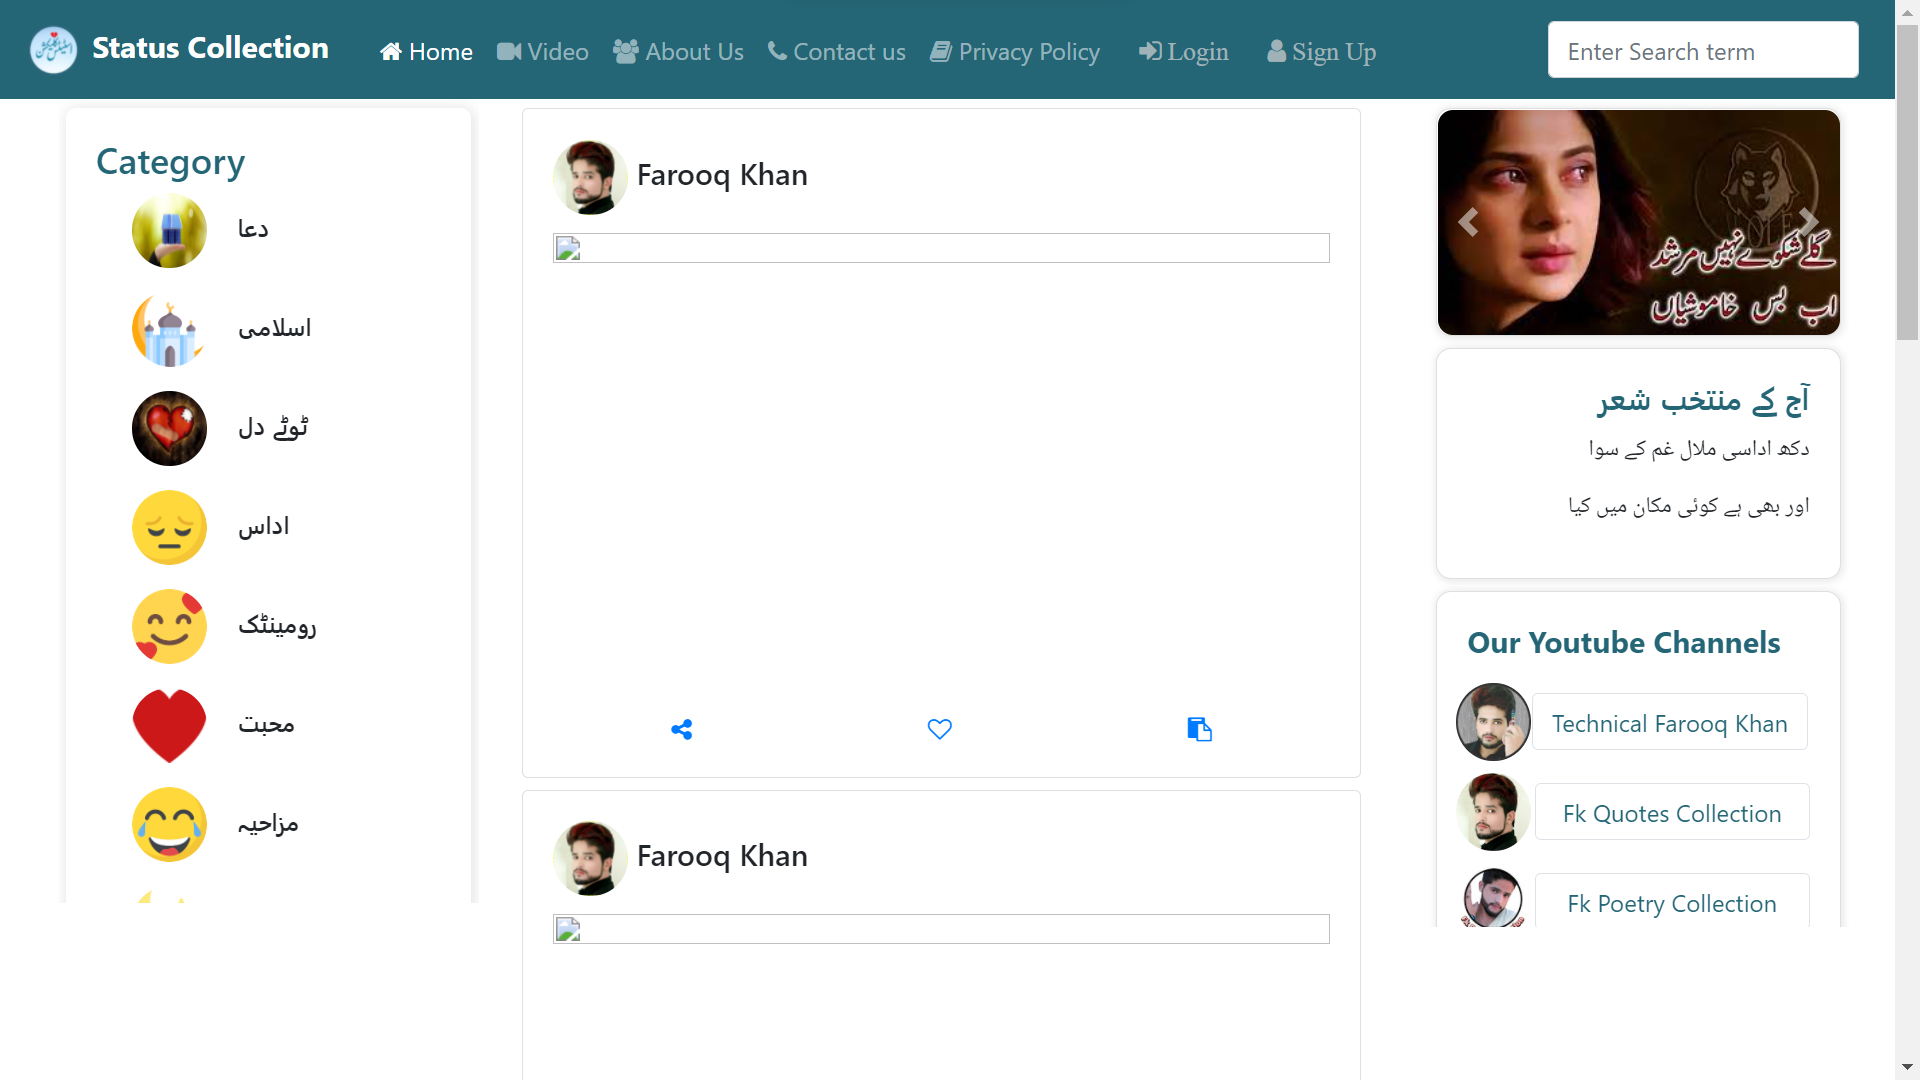 Status Collection
Home
Video
About Us
Contact us
Privacy Policy
Login
Sign Up
Enter Search term
Category
دعا
اسلامی
ٹوٹے دل
اداس
رومینٹک
محبت
مزاحیہ
Farooq Khan
Farooq Khan
گلے شکوے نہیں مرشد
اب بس خاموشیاں
آج کے منتخب شعر
دکھ اداسی ملال غم کے سوا
اور بھی ہے کوئی مکان میں کیا
Our Youtube Channels
Technical Farooq Khan
Fk Quotes Collection
Fk Poetry Collection